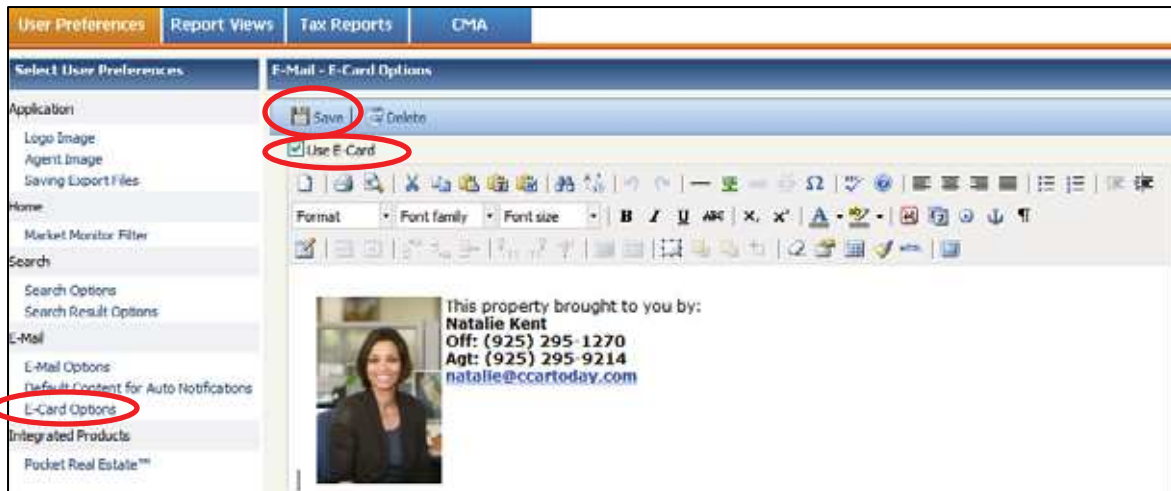 User Preferences Report Views Tax Reports CMA
Select User Preferences
Application
Logo Image
Agent Image
Saving Export Files
Home
Market Monitor Filter
Search
Search Options
Search Result Options
E-Mail
E-Mail Options
Default Content for Auto Notifications
E-Card Options
Integrated Products
Pocket Real Estate™
E-Mail - E-Card Options
Save Delete
Use E-Card
Format Font family Font size B I U ABC x, x² A ab
This property brought to you by:
Natalie Kent
Off: (925) 295-1270
Agt: (925) 295-9214
natalie@ccartoday.com